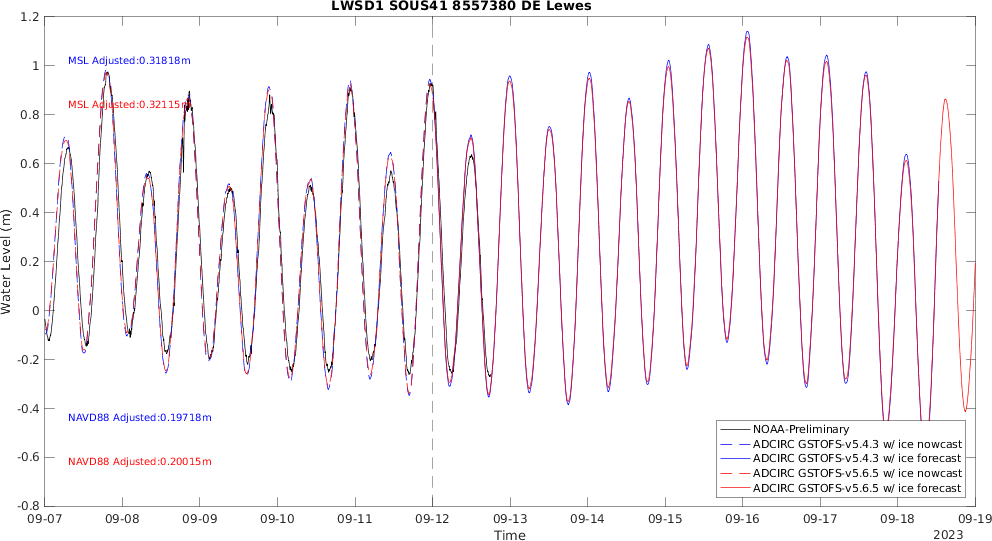 LWSD1 SOUS41 8557380 DE Lewes
1.2
1
0.8
0.6
0.4
0.2
0
-0.2
-0.4
-0.6
-0.8
Water Level (m)
MSL Adjusted:0.31818m
MSL Adjusted:0.32115m
NAVD88 Adjusted:0.19718m
NAVD88 Adjusted:0.20015m
NOAA-Preliminary
ADCIRC GSTOFS-v5.4.3 w/ ice nowcast
ADCIRC GSTOFS-v5.4.3 w/ ice forecast
ADCIRC GSTOFS-v5.6.5 w/ ice nowcast
ADCIRC GSTOFS-v5.6.5 w/ ice forecast
09-07 09-08 09-09 09-10 09-11 09-12 09-13 09-14 09-15 09-16 09-17 09-18 09-19
Time
2023